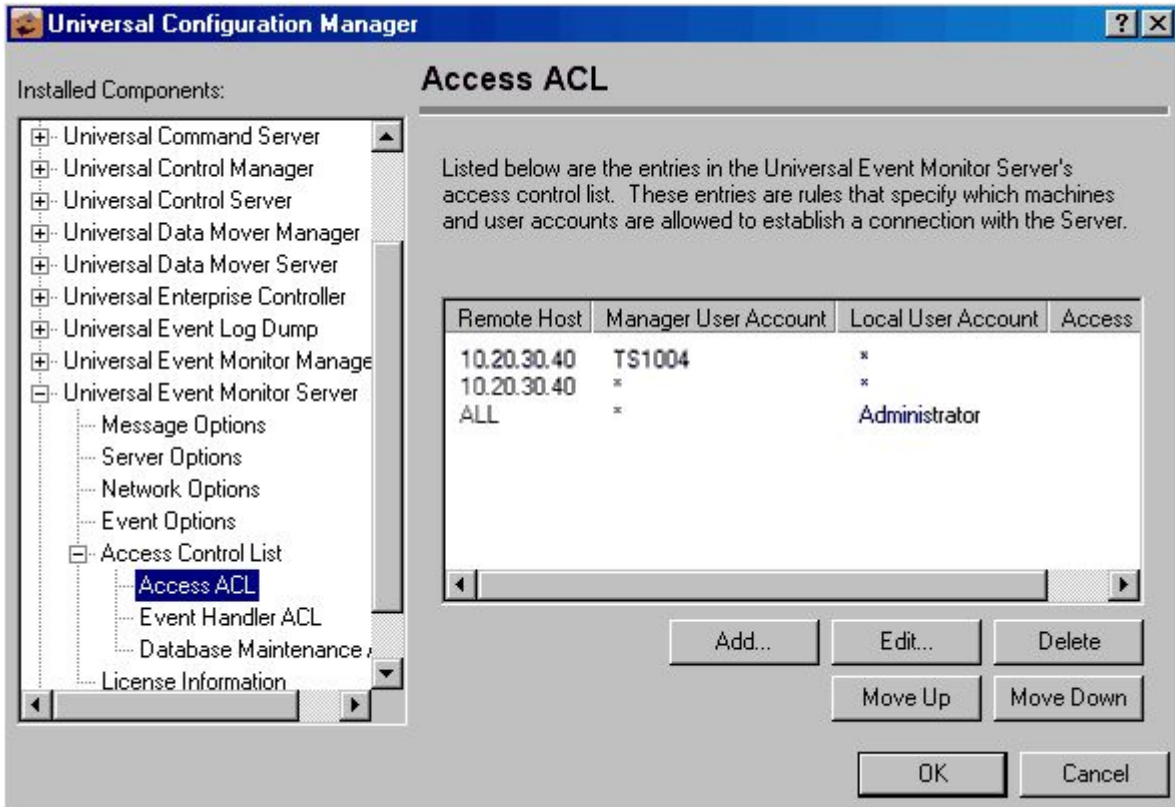 Universal Configuration Manager
Installed Components:
Universal Command Server
Universal Control Manager
Universal Control Server
Universal Data Mover Manager
Universal Data Mover Server
Universal Enterprise Controller
Universal Event Log Dump
Universal Event Monitor Manage
Universal Event Monitor Server
Message Options
Server Options
Network Options
Event Options
Access Control List
Access ACL
Event Handler ACL
Database Maintenance A
License Information
Access ACL
Listed below are the entries in the Universal Event Monitor Server's
access control list. These entries are rules that specify which machines
and user accounts are allowed to establish a connection with the Server.
Remote Host Manager User Account Local User Account Access
10.20.30.40 TS1004 *
10.20.30.40 * *
ALL * Administrator
Add... Edit... Delete
Move Up Move Down
OK Cancel